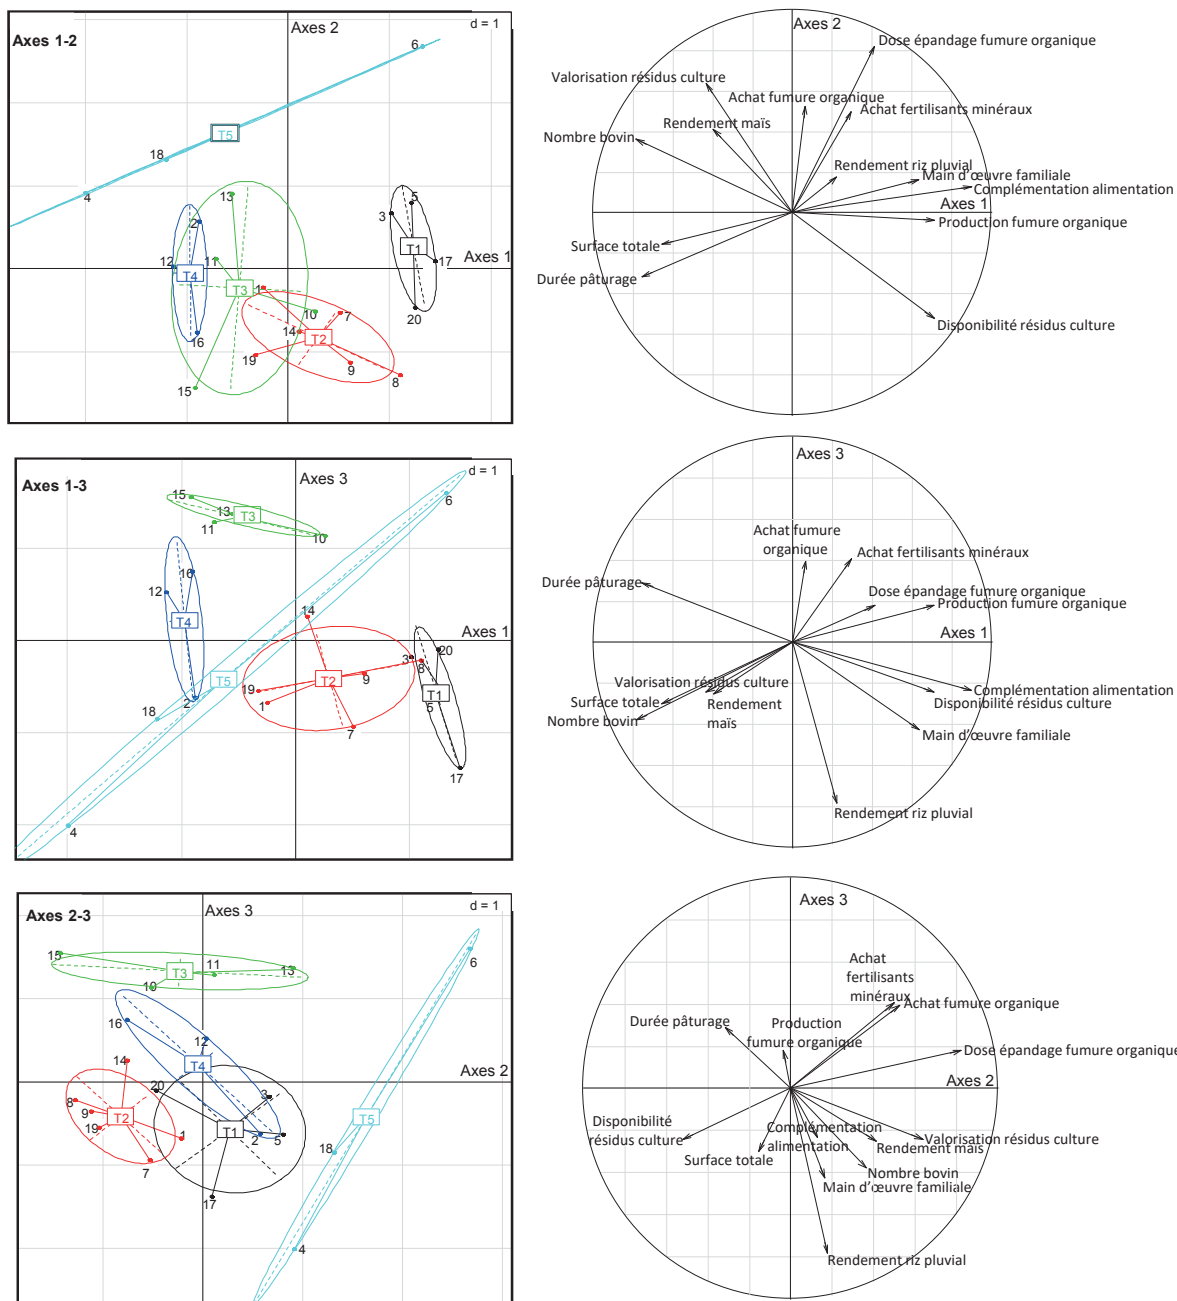 Axes 1-2
Axes 2
d = 1
6
T5
18
4
13
5
2
3
T1
11
Axes 1
17
12
T4
T3
1
10
7
20
14
16
T2
19
9
8
15
Axes 2
Dose épandage fumure organique
Valorisation résidus culture
Achat fumure organique
Achat fertilisants minéraux
Rendement maïs
Nombre bovin
Rendement riz pluvial
Main d'œuvre familiale
Complémentation alimentation
Axes 1
Production fumure organique
Surface totale
Durée pâturage
Disponibilité résidus culture
Axes 1-3
Axes 3
d = 1
15
6
13
T3
11
10
16
12
14
T4
Axes 1
20
3
8
T5
T2
9
19
T1
2
1
5
18
7
17
4
Axes 3
Achat fumure
organique
Achat fertilisants minéraux
Durée pâturage
Dose épandage fumure organique
Production fumure organique
Axes 1
Valorisation résidus culture
Complémentation alimentation
Surface totale
Rendement
maïs
Disponibilité résidus culture
Nombre bovin
Main d'œuvre familiale
Rendement riz pluvial
Axes 2-3
Axes 3
d = 1
15
6
11
13
T3
10
16
12
14
T4
Axes 2
20
3
8
9
T2
T5
19
T1
1
2
5
18
7
17
4
Axes 3
Achat
fertilisants
minéraux
Achat fumure organique
Durée pâturage
Production
fumure organique
Dose épandage fumure organique
Axes 2
Disponibilité
résidus culture
Complémentation
alimentation
Valorisation résidus culture
Rendement maïs
Surface totale
Nombre bovin
Main d'œuvre familiale
Rendement riz pluvial